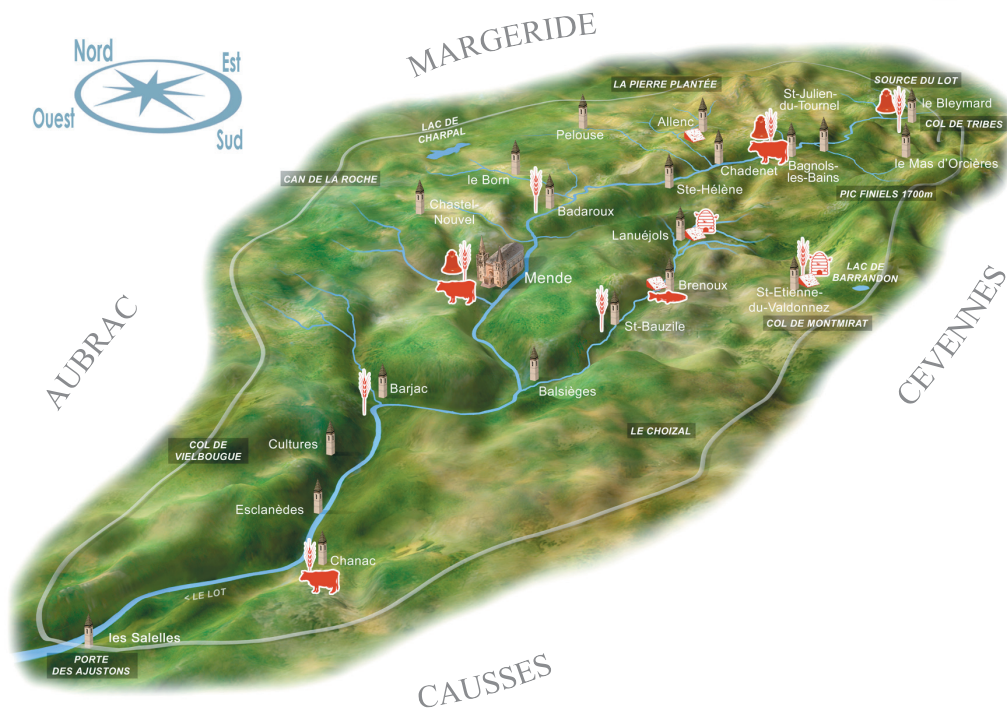 MARGERIDE
Nord
Est
Ouest
Sud
LA PIERRE PLANTÉE
SOURCE DU LOT
St-Julien-
du-Tournel
le Bleymard
LAC DE
CHARPAL
Pelouse
Allenc
COL DE TRIBES
CAN DE LA ROCHE
le Born
Chadenet
Bagnols-
les-Bains
le Mas d'Orcières
Ste-Hélène
PIC FINIELS 1700m
Chastel-
Nouvel
Badaroux
Lanuéjols
Mende
Brenoux
LAC DE
BARRANDON
St-Etienne-
du-Valdonnez
COL DE MONTMIRAT
St-Bauzile
AUBRAC
CEVENNES
Barjac
Balsièges
Cultures
COL DE
VIELBOUGUE
LE CHOIZAL
Esclanèdes
Chanac
< LE LOT
les Salelles
PORTE
DES AJUSTONS
CAUSSES